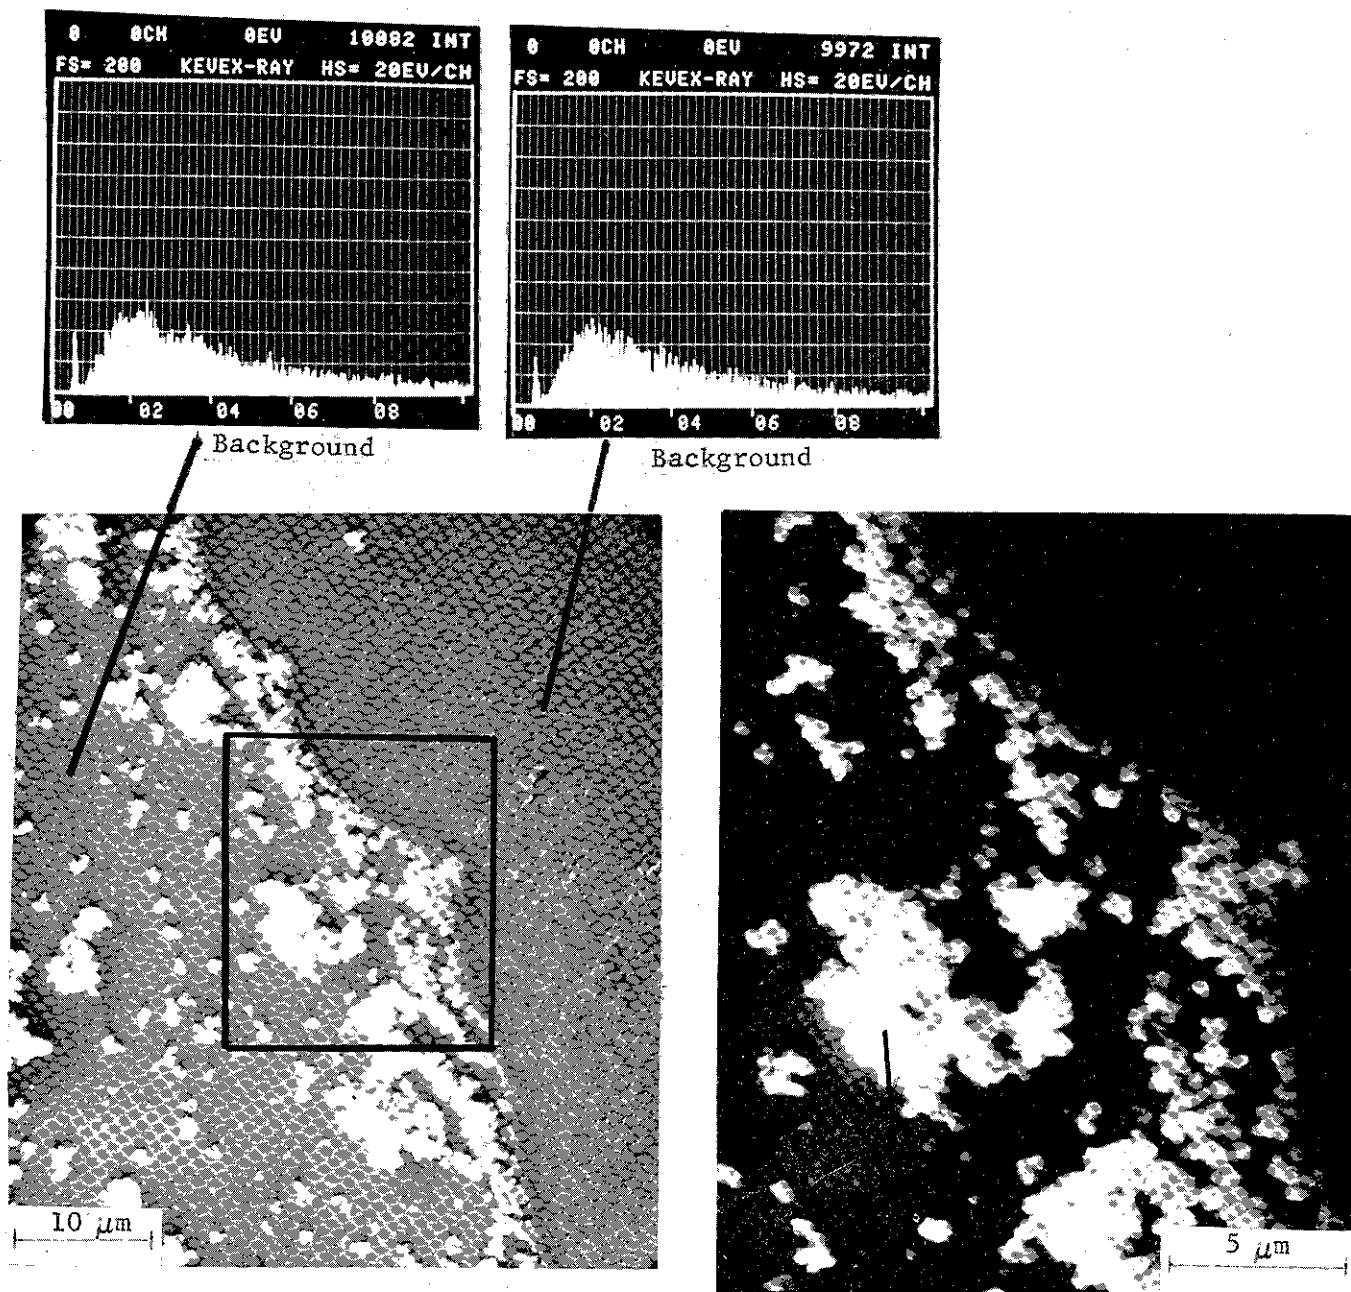 0 0CH 0EV 10082 INT
FS= 200 KEVEX-RAY HS= 20EV/CH
00 02 04 06 08
Background
0 0CH 0EV 9972 INT
FS= 200 KEVEX-RAY HS= 20EV/CH
00 02 04 06 08
Background
10 μm
5 μm